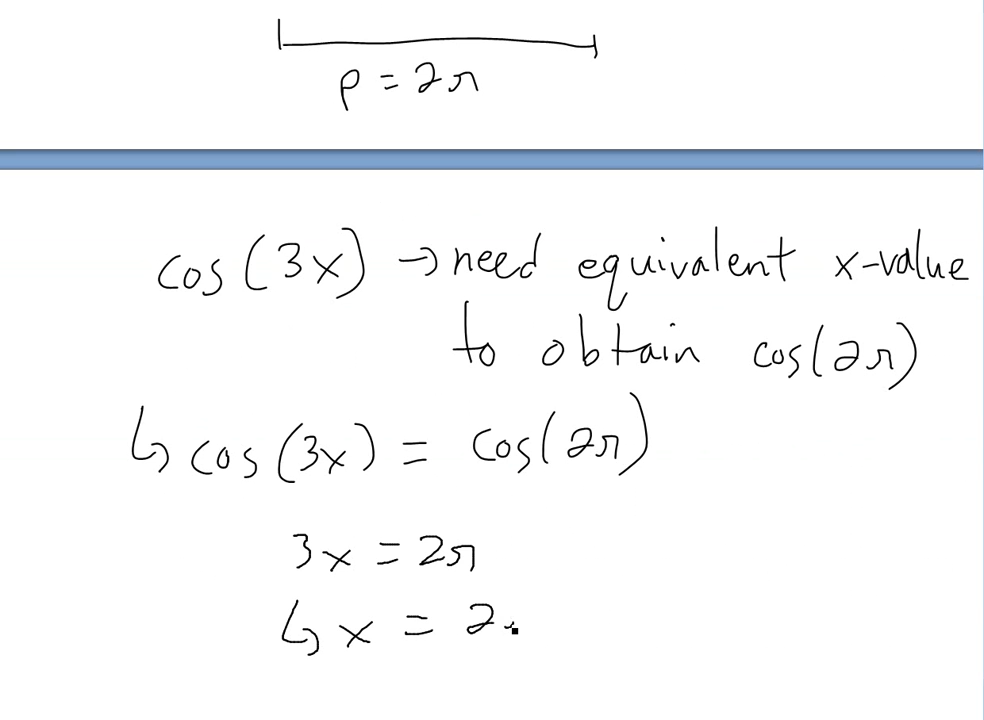 p = 2π
cos(3x) → need equivalent x-value
to obtain cos(2π)
↳ cos(3x) = cos(2π)
3x = 2π
↳ x = 2